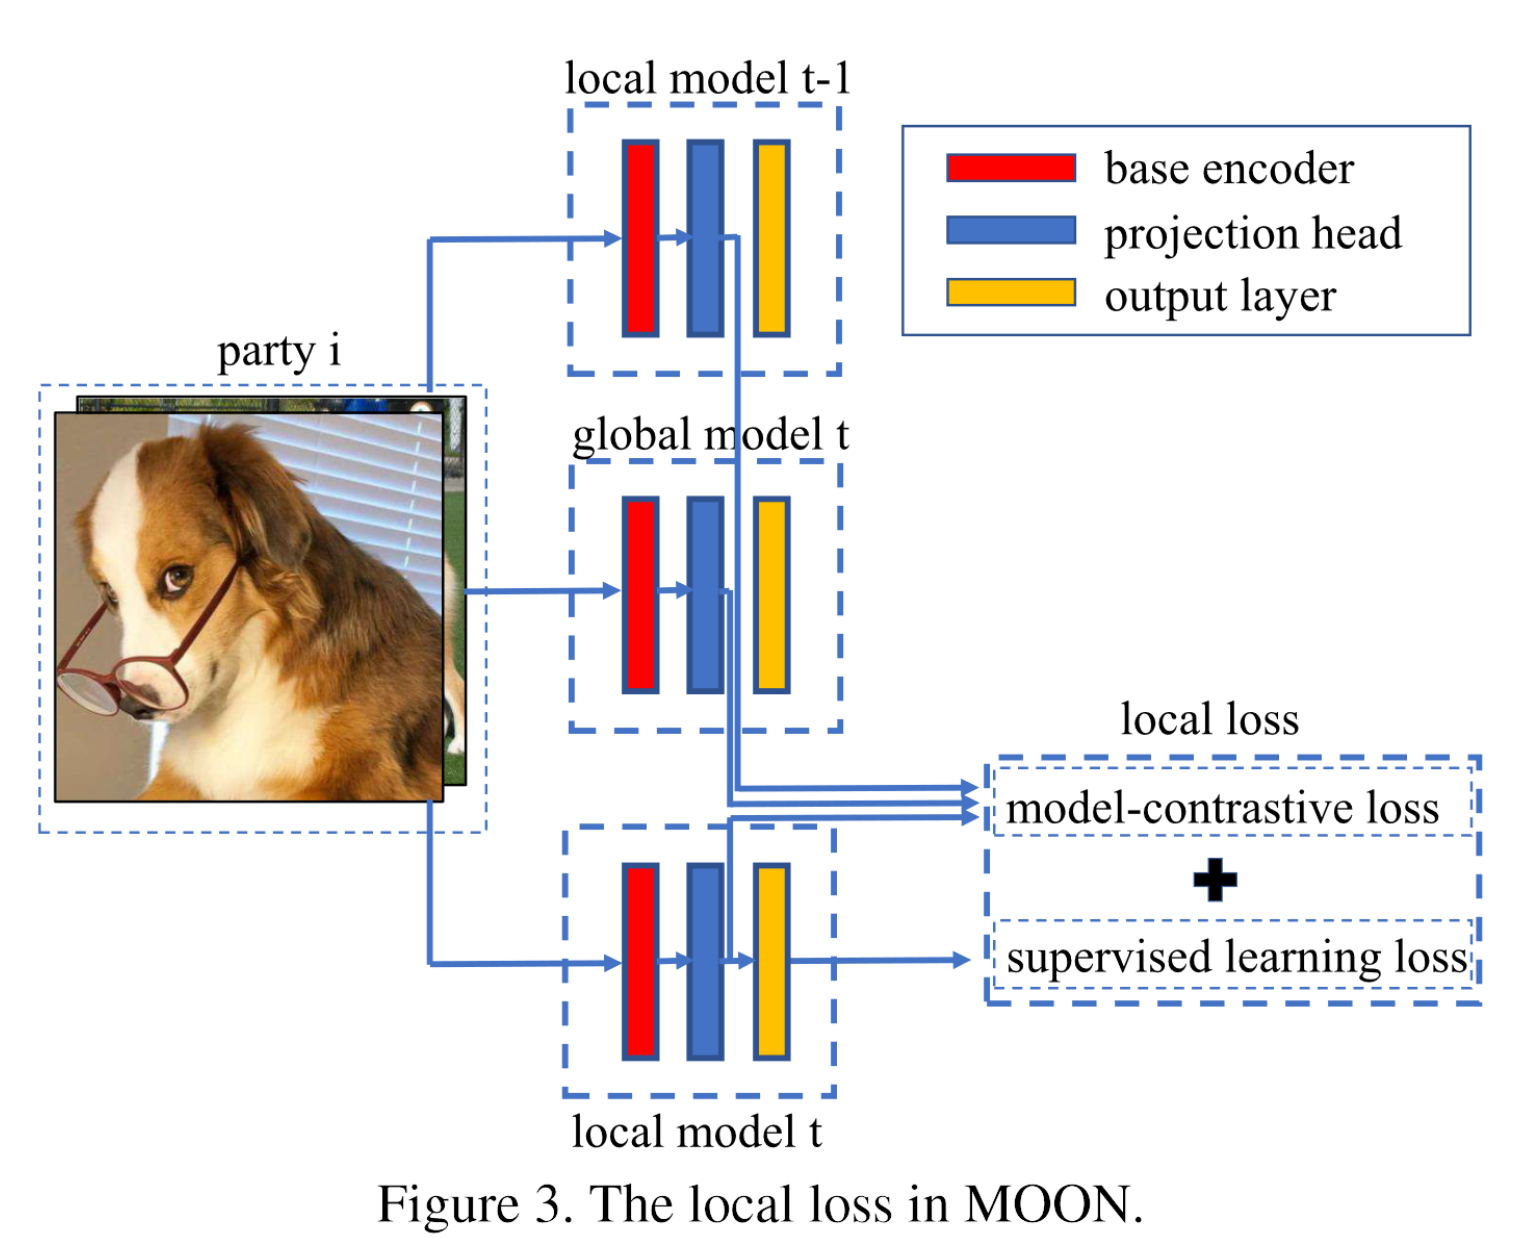 local model t-1
base encoder
projection head
output layer
party i
global model t
local loss
model-contrastive loss
supervised learning loss
local model t
Figure 3. The local loss in MOON.